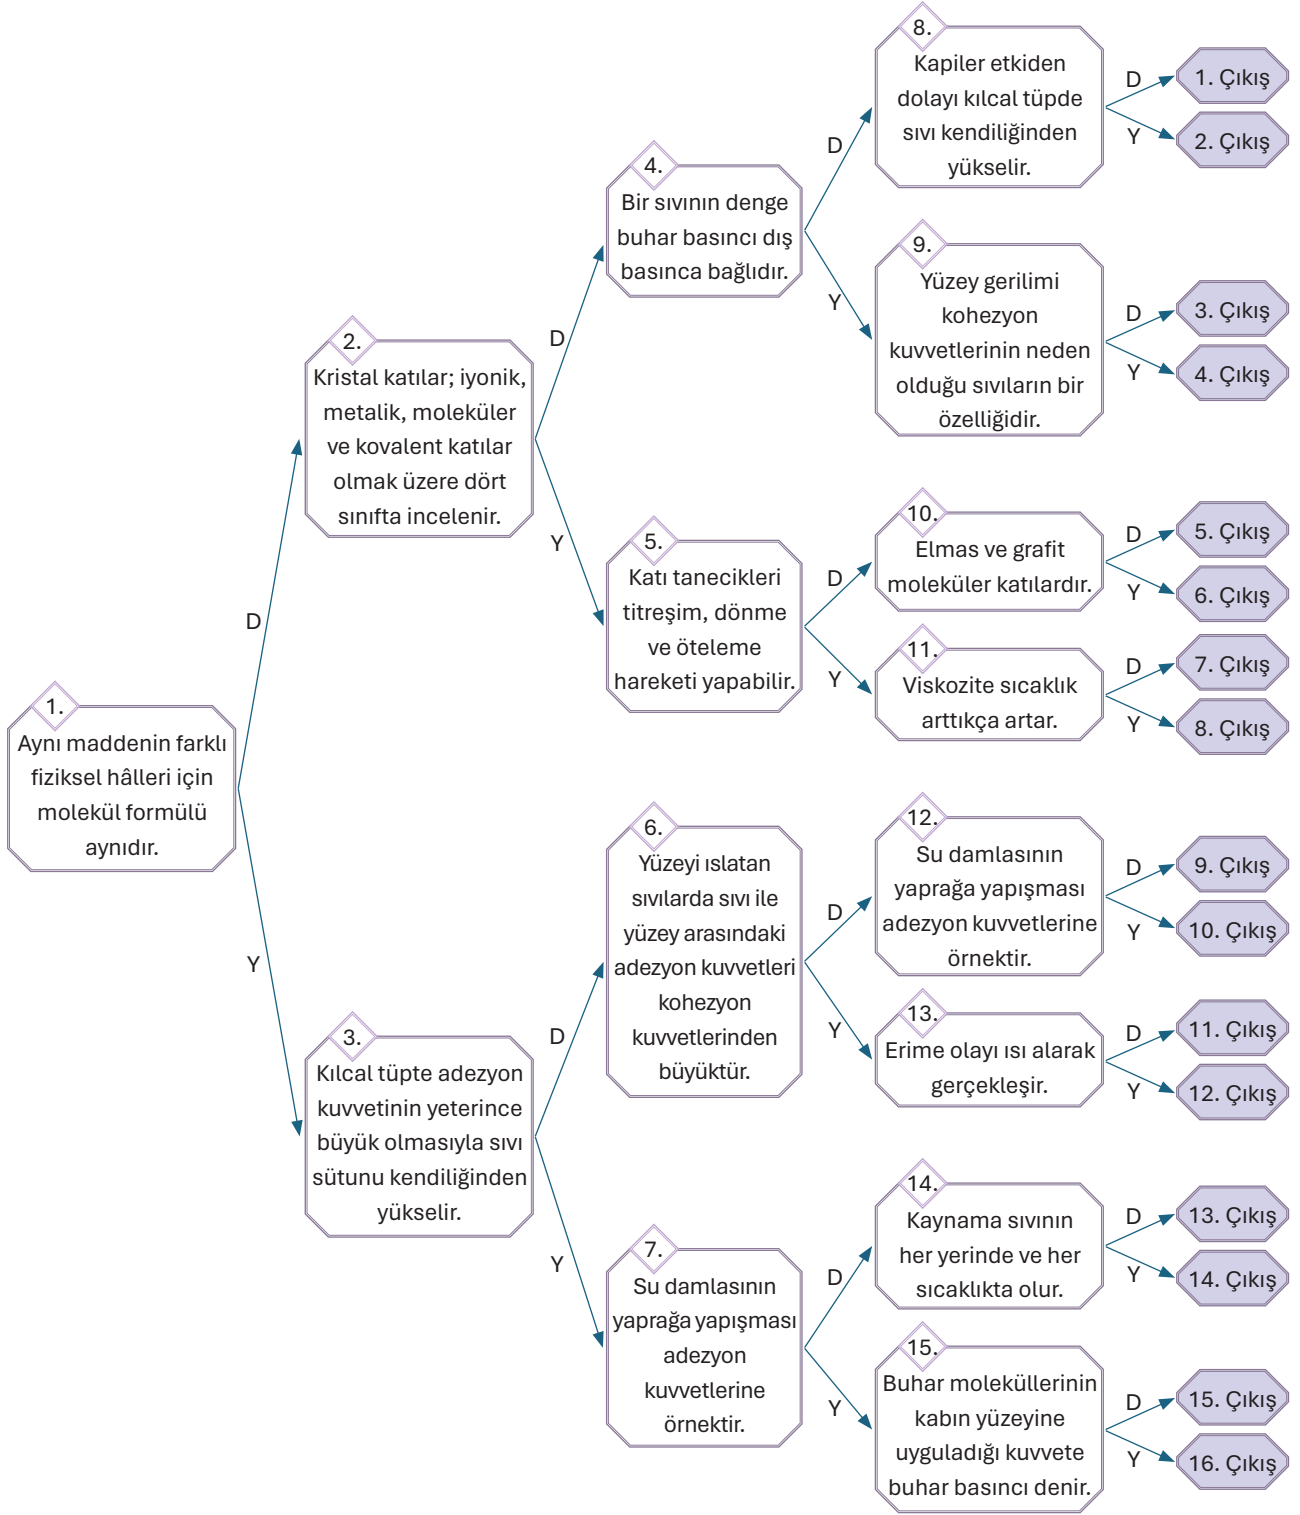 1.
Aynı maddenin farklı
fiziksel hâlleri için
molekül formülü
aynıdır.
D
Y
2.
Kristal katılar; iyonik,
metalik, moleküler
ve kovalent katılar
olmak üzere dört
sınıfta incelenir.
D
Y
3.
Kılcal tüpte adezyon
kuvvetinin yeterince
büyük olmasıyla sıvı
sütunu kendiliğinden
yükselir.
D
Y
4.
Bir sıvının denge
buhar basıncı dış
basınca bağlıdır.
D
Y
5.
Katı tanecikleri
titreşim, dönme
ve öteleme
hareketi yapabilir.
D
Y
6.
Yüzeyi ıslatan
sıvılarda sıvı ile
yüzey arasındaki
adezyon kuvvetleri
kohezyon
kuvvetlerinden
büyüktür.
D
Y
7.
Su damlasının
yaprağa yapışması
adezyon
kuvvetlerine
örnektir.
D
Y
8.
Kapiler etkiden
dolayı kılcal tüpde
sıvı kendiliğinden
yükselir.
D
Y
1. Çıkış
2. Çıkış
9.
Yüzey gerilimi
kohezyon
kuvvetlerinin neden
olduğu sıvıların bir
özelliğidir.
D
Y
3. Çıkış
4. Çıkış
10.
Elmas ve grafit
moleküler katılardır.
D
Y
5. Çıkış
6. Çıkış
11.
Viskozite sıcaklık
arttıkça artar.
D
Y
7. Çıkış
8. Çıkış
12.
Su damlasının
yaprağa yapışması
adezyon kuvvetlerine
örnektir.
D
Y
9. Çıkış
10. Çıkış
13.
Erime olayı ısı alarak
gerçekleşir.
D
Y
11. Çıkış
12. Çıkış
14.
Kaynama sıvının
her yerinde ve her
sıcaklıkta olur.
D
Y
13. Çıkış
14. Çıkış
15.
Buhar moleküllerinin
kabın yüzeyine
uyguladığı kuvvete
buhar basıncı denir.
D
Y
15. Çıkış
16. Çıkış